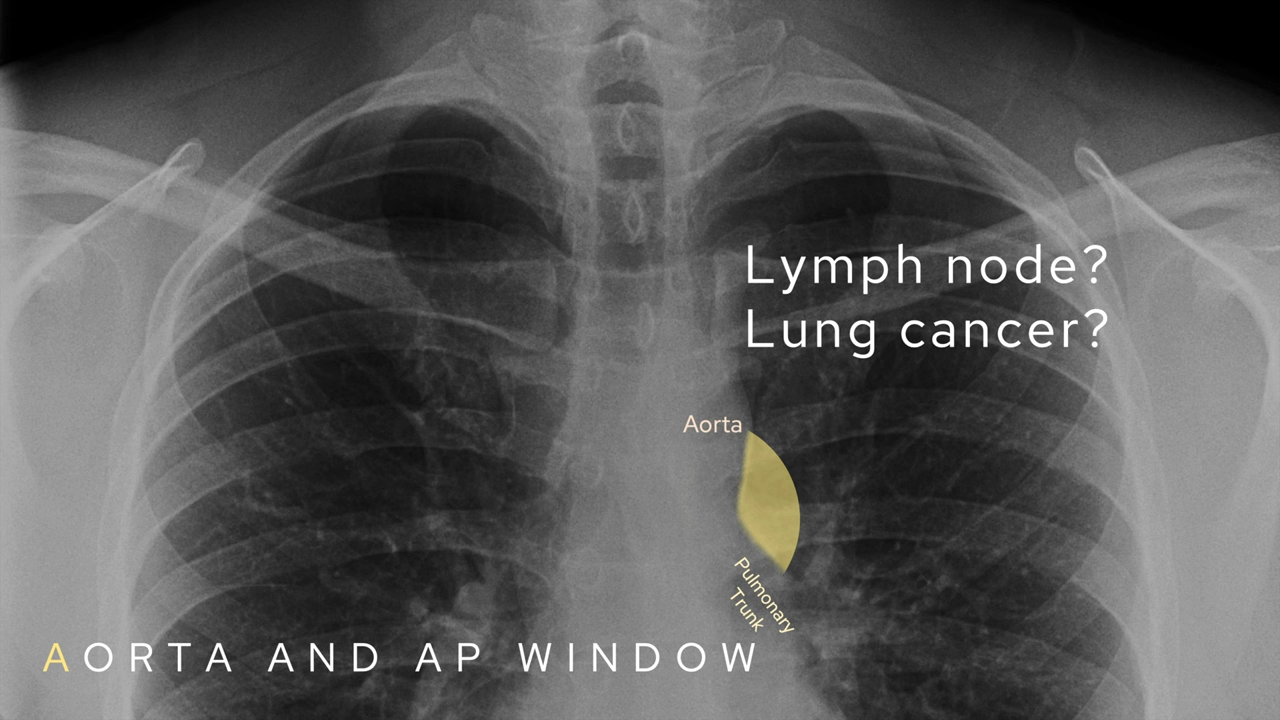 Lymph node?
Lung cancer?
Aorta
Pulmonary
Trunk
AORTA AND AP WINDOW